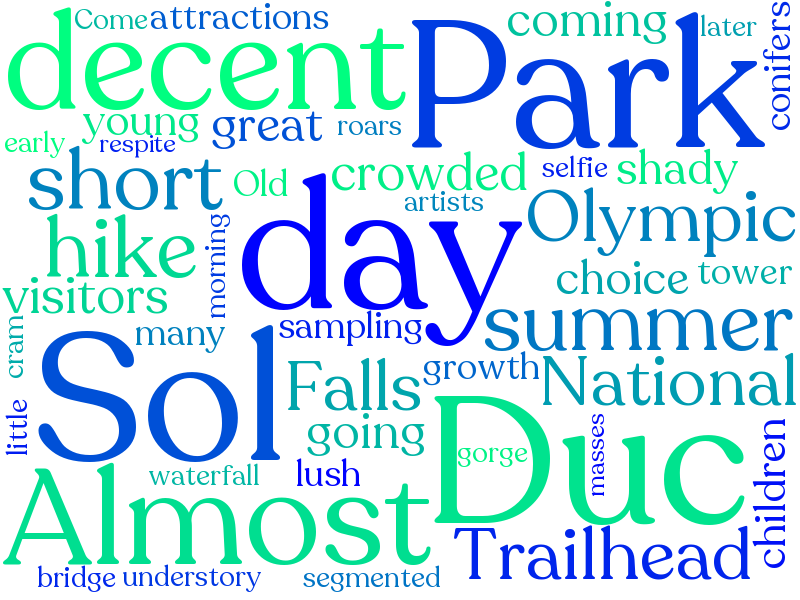 Come attractions coming later conifers
decent Park
young great roars
early respite
short Old crowded selfie shady
artists
hike morning day Olympic
visitors choice tower
cram many sampling summer
Sol Falls growth National
little going Duc gorge masses children
waterfall lush
Almost Trailhead
bridge understory segmented